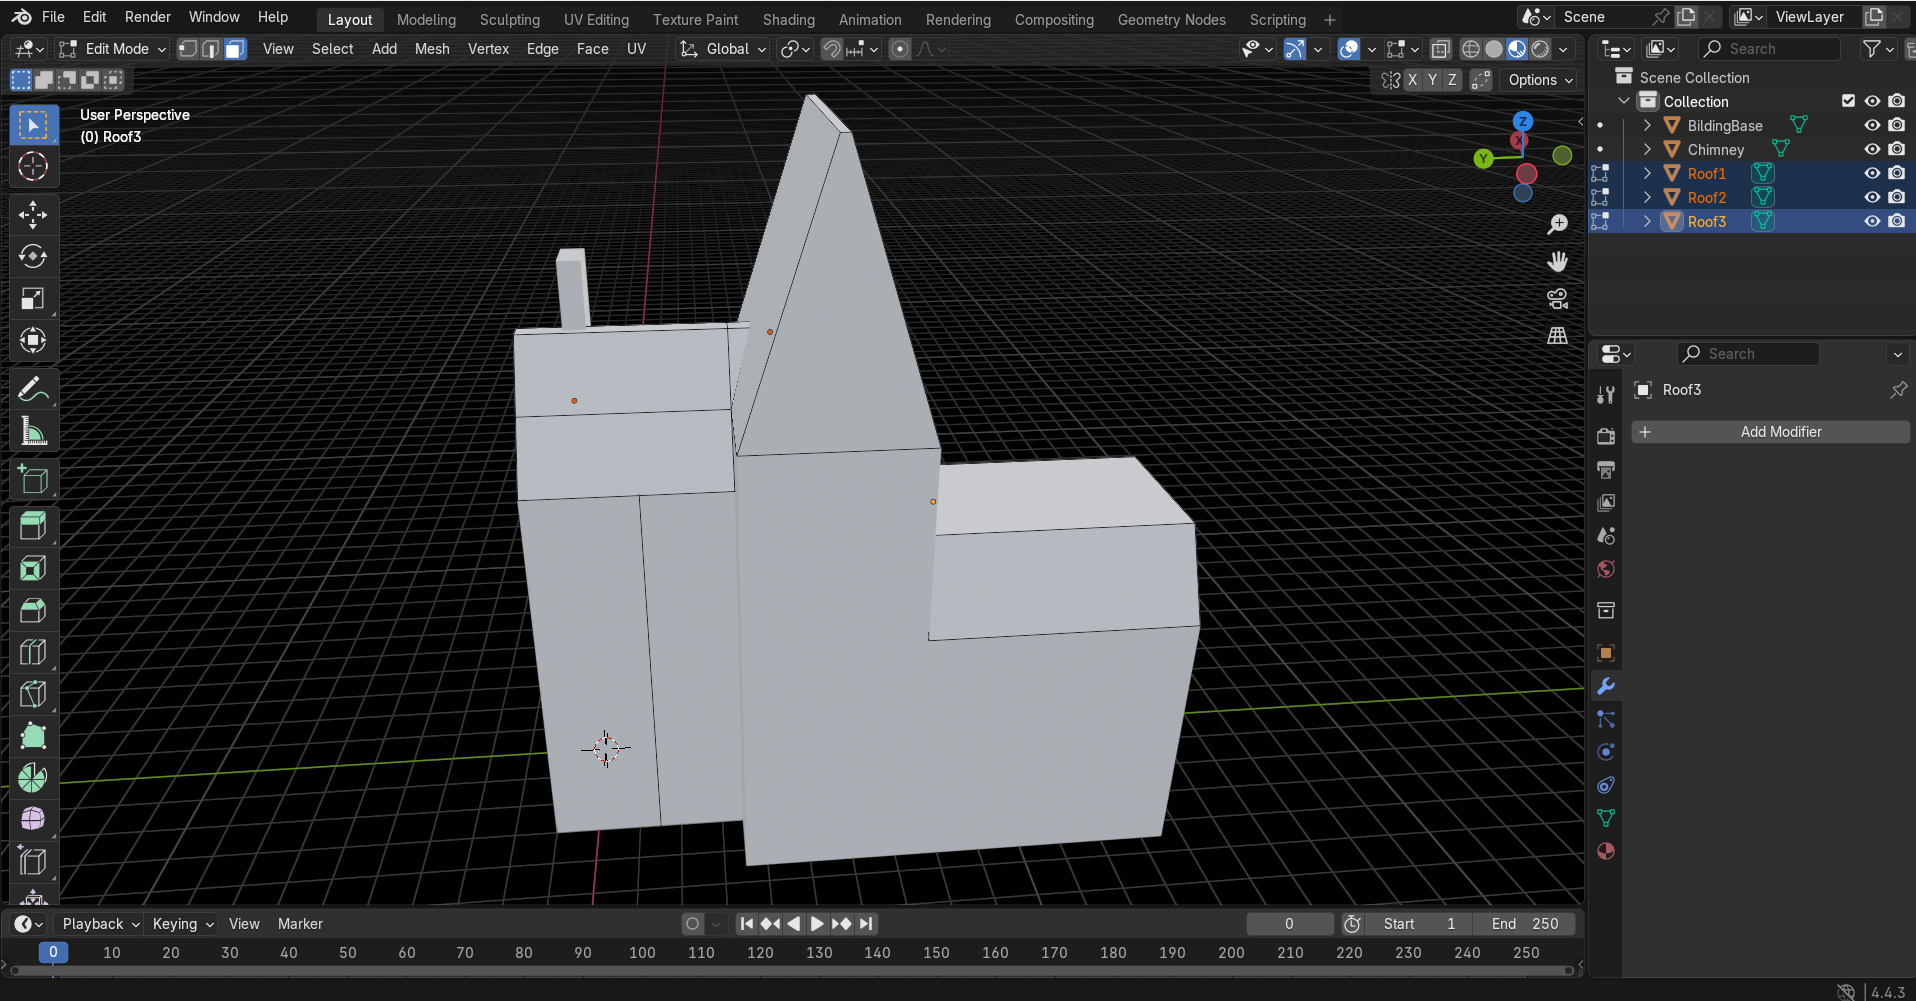 File Edit Render Window Help Layout Modeling Sculpting UV Editing Texture Paint Shading Animation Rendering Compositing Geometry Nodes Scripting + Scene ViewLayer
Edit Mode View Select Add Mesh Vertex Edge Face UV Global Search
X Y Z Options
User Perspective
(0) Roof3
Z
X
Y
Scene Collection
Collection
BildingBase
Chimney
Roof1
Roof2
Roof3
Search
Roof3
+ Add Modifier
Playback Keying View Marker 0 Start 1 End 250
0 10 20 30 40 50 60 70 80 90 100 110 120 130 140 150 160 170 180 190 200 210 220 230 240 250
4.4.3